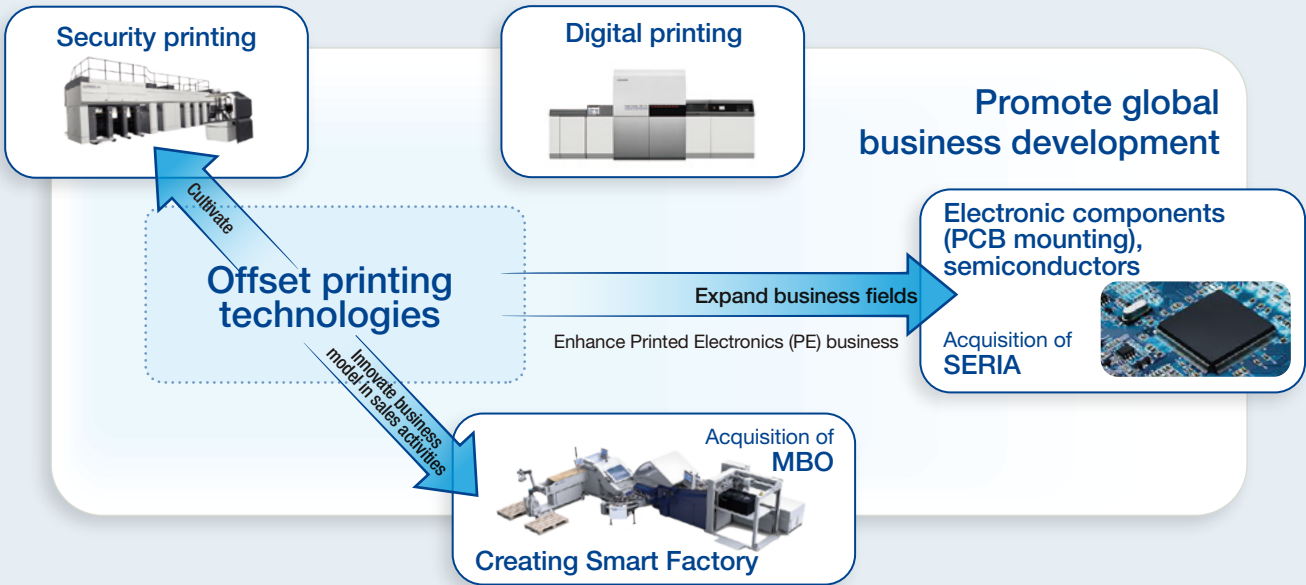 Security printing
Digital printing
Promote global
business development
Cultivate
Offset printing
technologies
Electronic components
(PCB mounting),
semiconductors
Acquisition of
SERIA
Expand business fields
Enhance Printed Electronics (PE) business
Innovate business
model in sales activities
Acquisition of
MBO
Creating Smart Factory